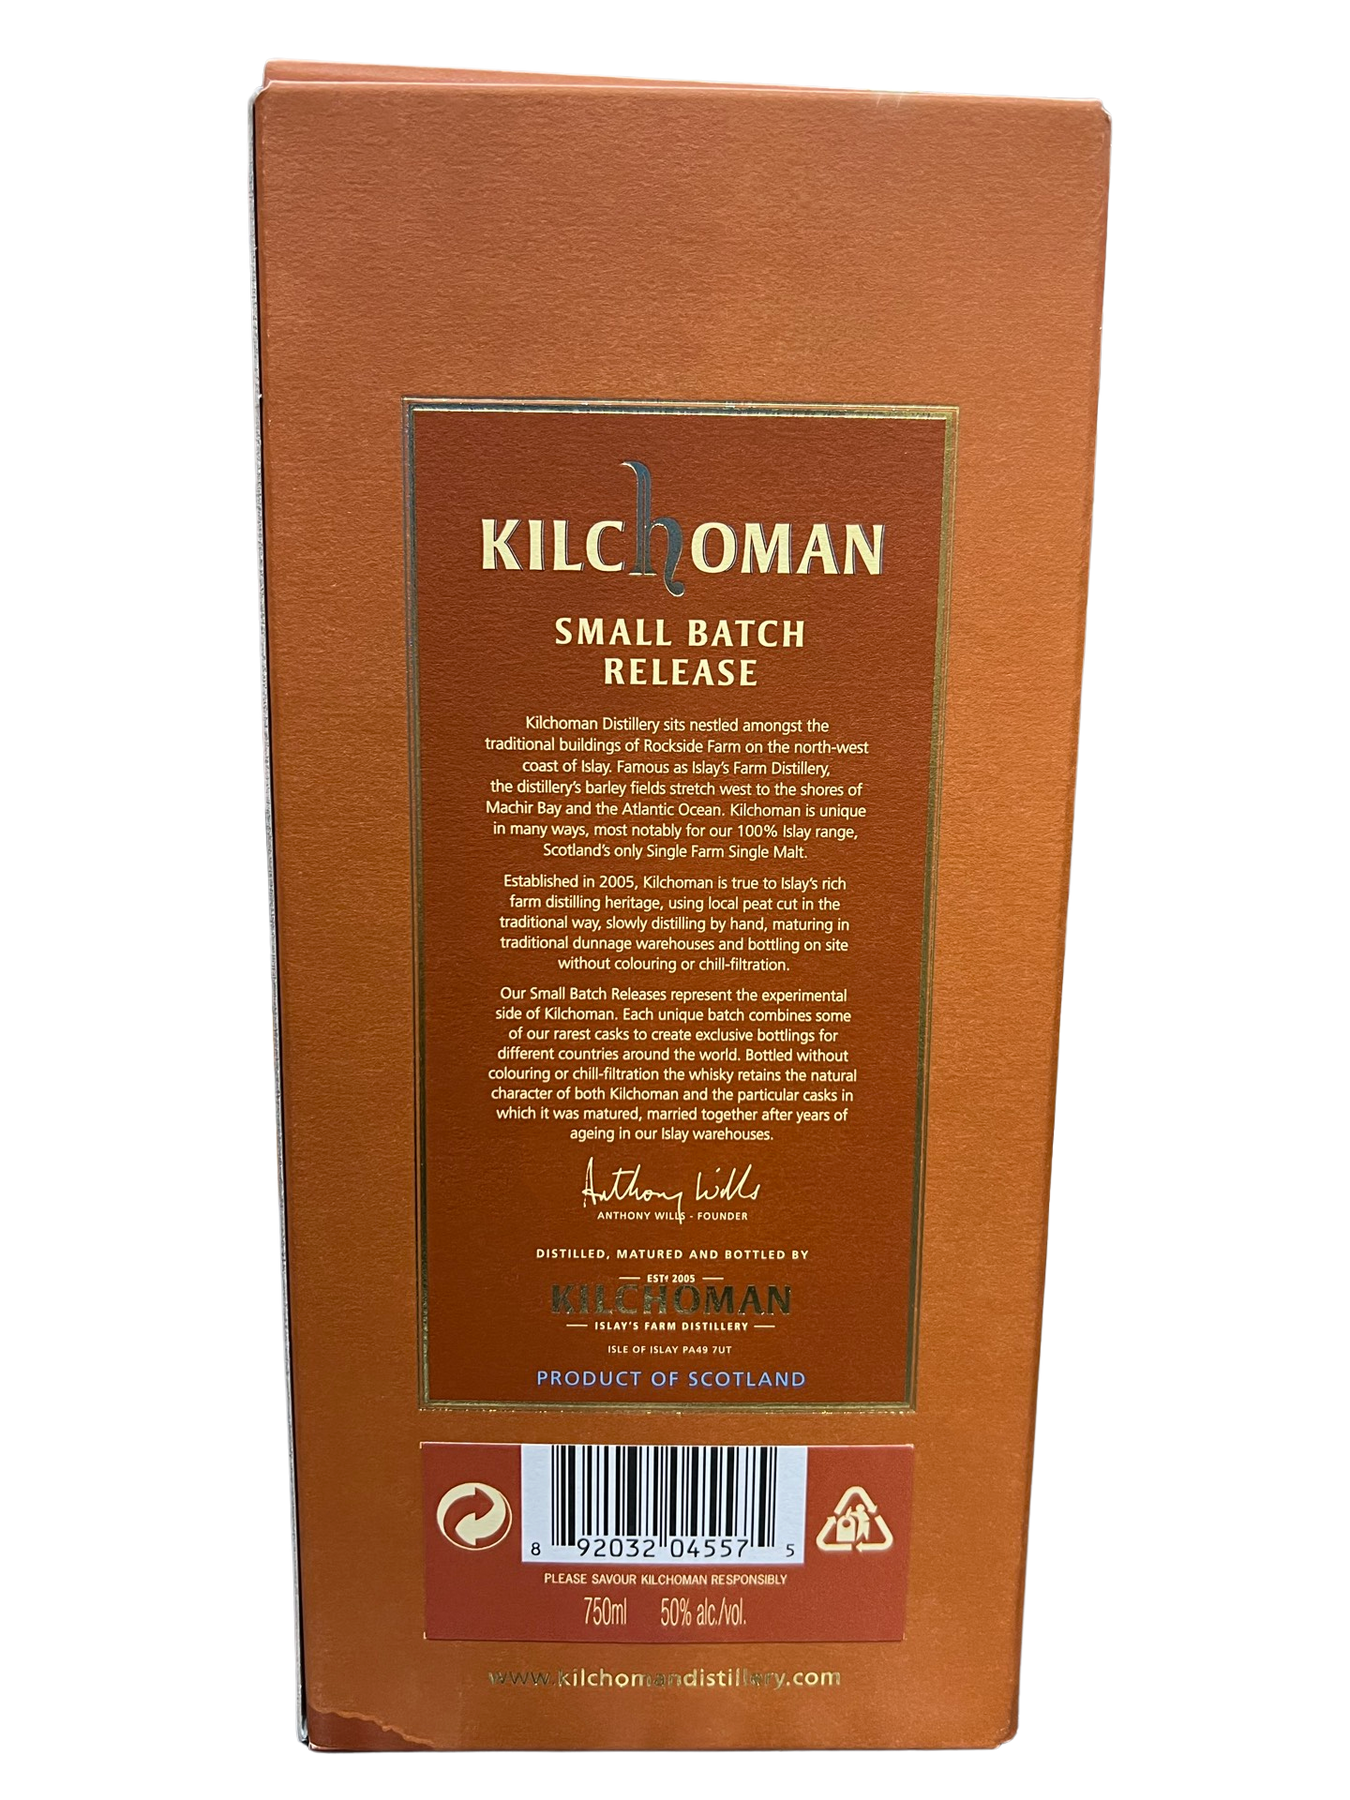 KILCHOMAN
SMALL BATCH
RELEASE
Kilchoman Distillery sits nestled amongst the
traditional buildings of Rockside Farm on the north-west
coast of Islay. Famous as Islay's Farm Distillery,
the distillery's barley fields stretch west to the shores of
Machir Bay and the Atlantic Ocean. Kilchoman is unique
in many ways, most notably for our 100% Islay range,
Scotland's only Single Farm Single Malt.
Established in 2005, Kilchoman is true to Islay's rich
farm distilling heritage, using local peat cut in the
traditional way, slowly distilling by hand, maturing in
traditional dunnage warehouses and bottling on site
without colouring or chill-filtration.
Our Small Batch Releases represent the experimental
side of Kilchoman. Each unique batch combines some
of our rarest casks to create exclusive bottlings for
different countries around the world. Bottled without
colouring or chill-filtration the whisky retains the natural
character of both Kilchoman and the particular casks in
which it was matured, married together after years of
ageing in our Islay warehouses.
Anthony Wills
ANTHONY WILLS - FOUNDER
DISTILLED, MATURED AND BOTTLED BY
ESTd 2005
KILCHOMAN
ISLAY'S FARM DISTILLERY
ISLE OF ISLAY PA49 7UT
PRODUCT OF SCOTLAND
8 92032 04557 5
PLEASE SAVOUR KILCHOMAN RESPONSIBLY
750ml 50% alc./vol.
www.kilchomandistillery.com